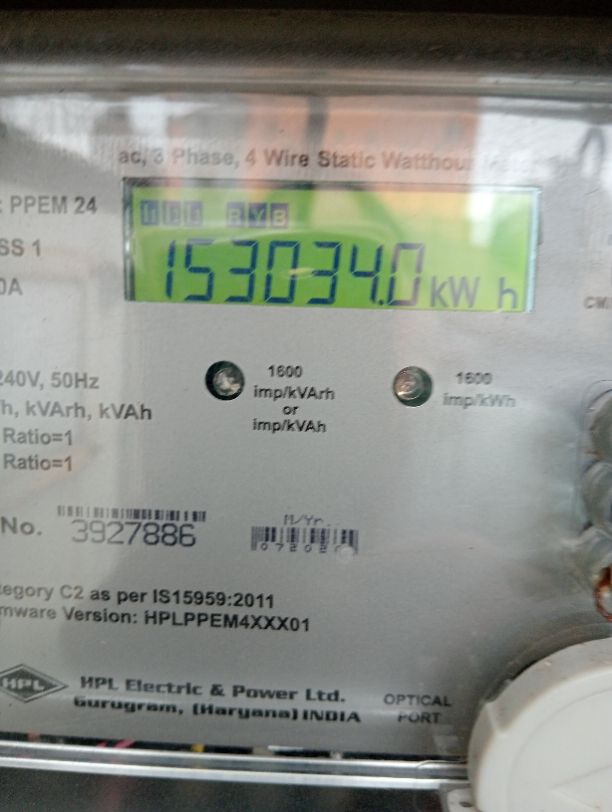 ac, 3 Phase, 4 Wire Static Watthour
: PPEM 24
SS 1
0A
RYB
153034.0 kW h
240V, 50Hz
h, kVArh, kVAh
Ratio=1
Ratio=1
1600
imp/kVArh
or
imp/kVAh
1600
imp/kWh
No. 3927886
M/Yr.
tegory C2 as per IS15959:2011
mware Version: HPLPPEM4XXX01
HPL
HPL Electric & Power Ltd.
Gurugram, (Haryana) INDIA
OPTICAL
PORT